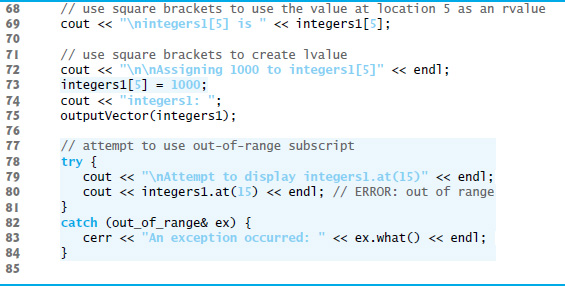 68 // use square brackets to use the value at location 5 as an rvalue
69 cout << "\nintegers1[5] is " << integers1[5];
70
71 // use square brackets to create lvalue
72 cout << "\n\nAssigning 1000 to integers1[5]" << endl;
73 integers1[5] = 1000;
74 cout << "integers1: ";
75 outputVector(integers1);
76
77 // attempt to use out-of-range subscript
78 try {
79 cout << "\nAttempt to display integers1.at(15)" << endl;
80 cout << integers1.at(15) << endl; // ERROR: out of range
81 }
82 catch (out_of_range& ex) {
83 cerr << "An exception occurred: " << ex.what() << endl;
84 }
85